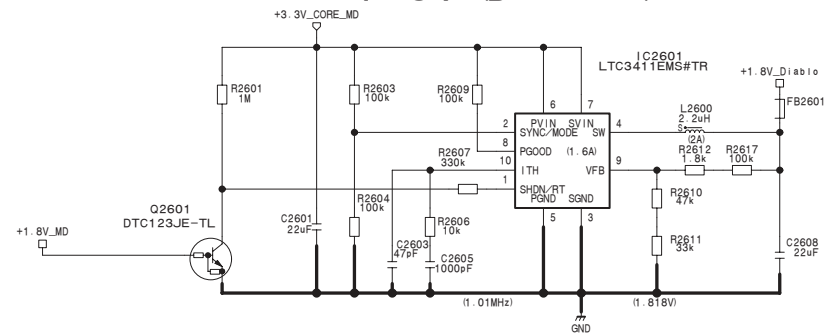 +3.3V_CORE_MD
IC2601
LTC3411EMS#TR
+1.8V_Diablo
R2601
1M
R2603
100k
R2609
100k
6
7
L2600
2.2uH
S
(2A)
FB2601
2
PVIN SVIN
SYNC/MODE SW
4
8
PGOOD (1.6A)
R2607
330k
10
ITH VFB
9
R2612
1.8k
R2617
100k
1
SHDN/RT
PGND SGND
5
3
R2610
47k
R2604
100k
Q2601
DTC123JE-TL
+1.8V_MD
C2601
22uF
R2606
10k
C2603
47pF
C2605
1000pF
R2611
33k
C2608
22uF
(1.01MHz)
(1.818V)
GND